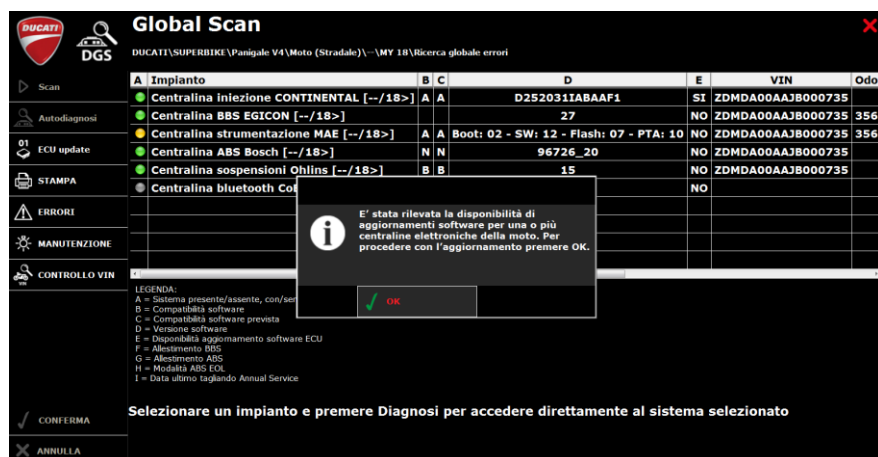 DUCATI
DGS
Global Scan
DUCATI\SUPERBIKE\Panigale V4\Moto (Stradale)\--\MY 18\Ricerca globale errori
Scan
Autodiagnosi
ECU update
STAMPA
ERRORI
MANUTENZIONE
CONTROLLO VIN
CONFERMA
ANNULLA
A Impianto B C D E VIN Odo
Centralina iniezione CONTINENTAL [--/18>] A A D252031IABAAF1 SI ZDMDA00AAJB000735
Centralina BBS EGICON [--/18>] 27 NO ZDMDA00AAJB000735 356
Centralina strumentazione MAE [--/18>] A A Boot: 02 - SW: 12 - Flash: 07 - PTA: 10 NO ZDMDA00AAJB000735 356
Centralina ABS Bosch [--/18>] N N 96726_20 NO ZDMDA00AAJB000735
Centralina sospensioni Ohlins [--/18>] B B 15 NO ZDMDA00AAJB000735
Centralina bluetooth NO
E' stata rilevata la disponibilità di
aggiornamenti software per una o più
centraline elettroniche della moto. Per
procedere con l'aggiornamento premere OK.
OK
LEGENDA:
A = Sistema presente/assente, con/ser
B = Compatibilità software
C = Compatibilità software prevista
D = Versione software
E = Disponibilità aggiornamento software ECU
F = Allestimento BBS
G = Allestimento ABS
H = Modalità ABS EOL
I = Data ultimo tagliando Annual Service
Selezionare un impianto e premere Diagnosi per accedere direttamente al sistema selezionato